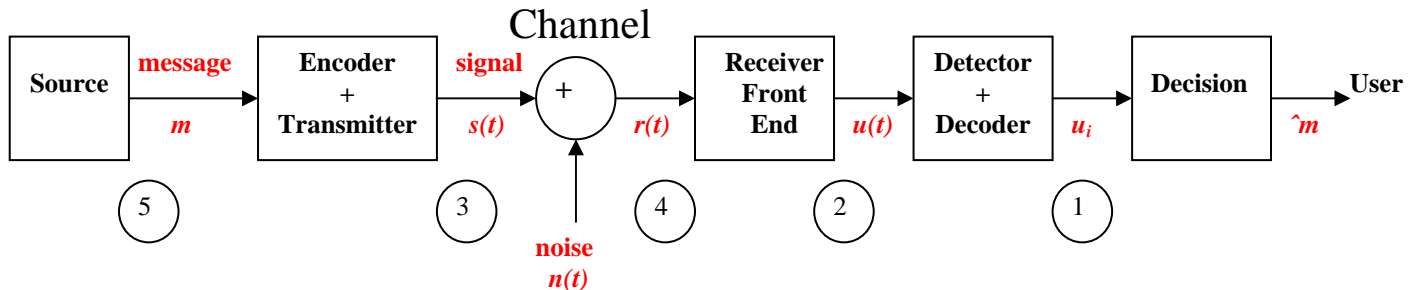 Channel
Source
message
m
Encoder
+
Transmitter
signal
s(t)
+
r(t)
Receiver
Front
End
u(t)
Detector
+
Decoder
u_i
Decision
User
^m
5
3
4
2
1
noise
n(t)